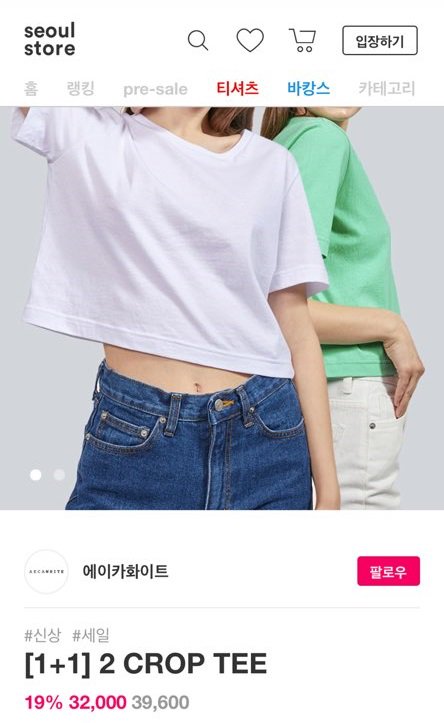 seoul
store
입장하기
홈 랭킹 pre-sale 티셔츠 바캉스 카테고리
AECAWHITE
에이카화이트
팔로우
#신상 #세일
[1+1] 2 CROP TEE
19% 32,000 39,600